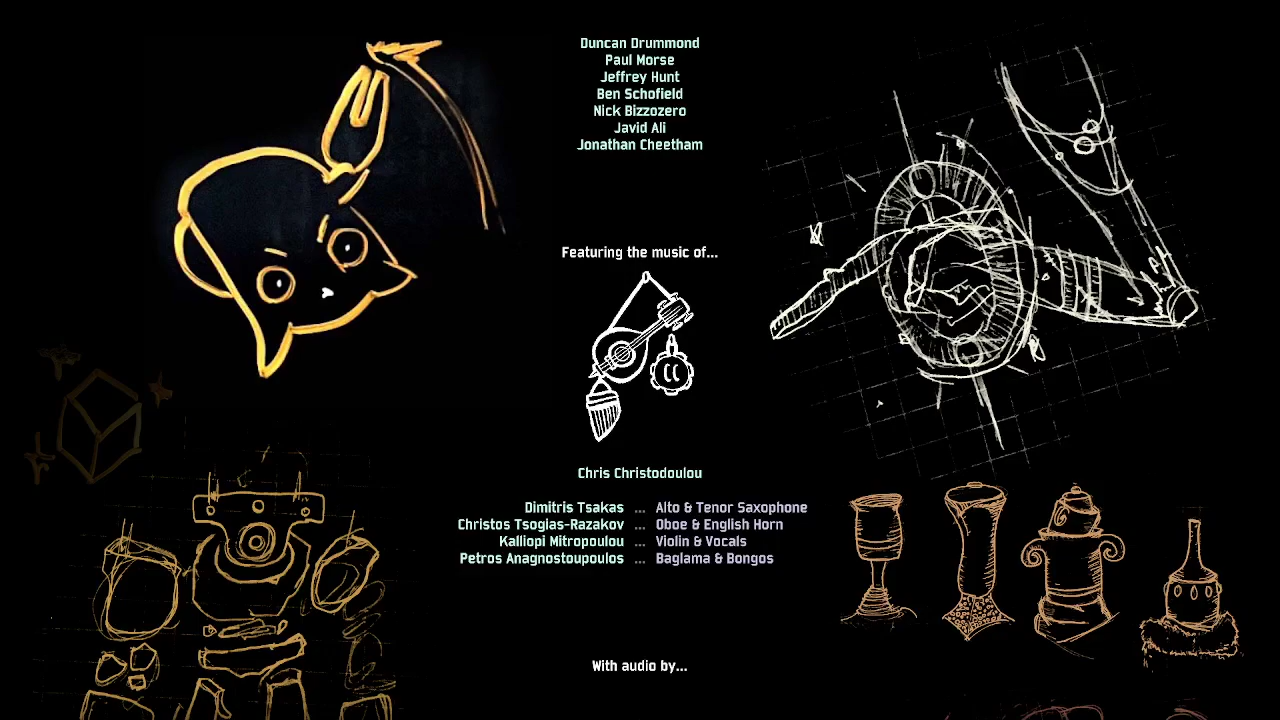 Duncan Drummond
Paul Morse
Jeffrey Hunt
Ben Schofield
Nick Bizzozero
Javid Ali
Jonathan Cheetham
Featuring the music of...
Chris Christodoulou
Dimitris Tsakas ... Alto & Tenor Saxophone
Christos Tsogias-Razakov ... Oboe & English Horn
Kalliopi Mitropoulou ... Violin & Vocals
Petros Anagnostoupoulos ... Baglama & Bongos
With audio by...